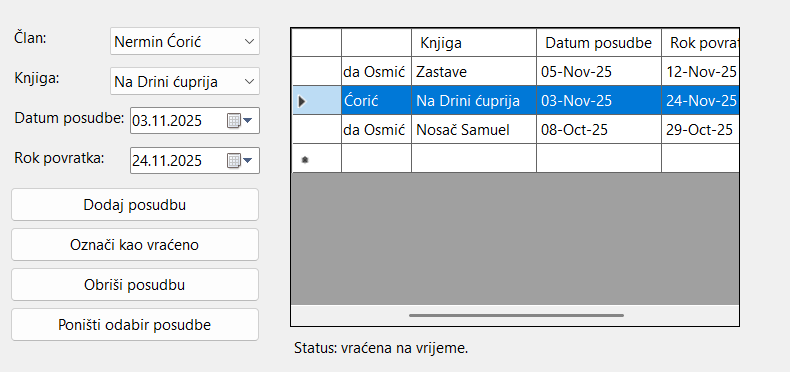 Član: Nermin Ćorić
Knjiga: Na Drini ćuprija
Datum posudbe: 03.11.2025
Rok povratka: 24.11.2025
Dodaj posudbu
Označi kao vraćeno
Obriši posudbu
Poništi odabir posudbe
Knjiga Datum posudbe Rok povrat
da Osmić Zastave 05-Nov-25 12-Nov-25
Ćorić Na Drini ćuprija 03-Nov-25 24-Nov-25
da Osmić Nosač Samuel 08-Oct-25 29-Oct-25
Status: vraćena na vrijeme.